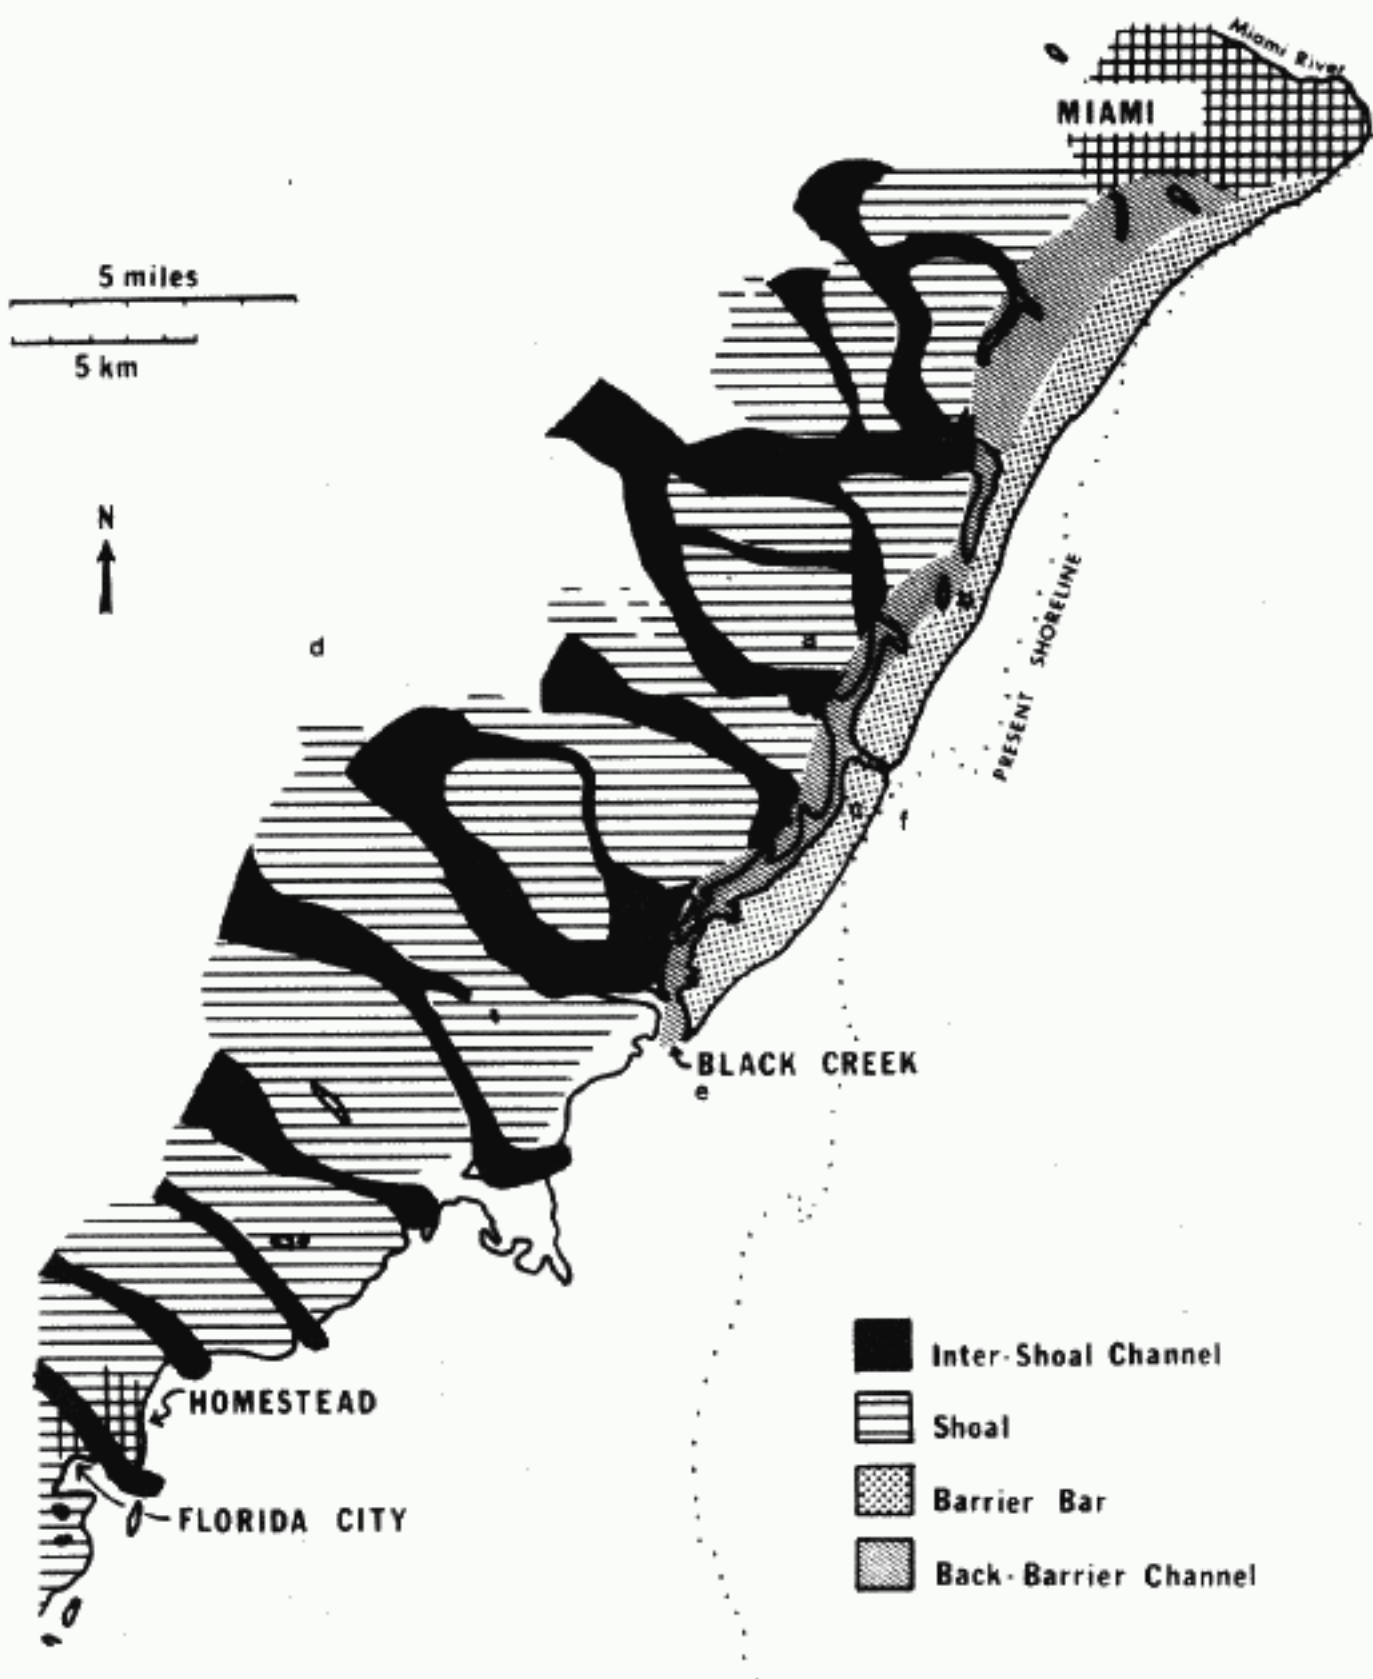 Miami River
MIAMI
5 miles
5 km
N
d
a
PRESENT SHORELINE
f
BLACK CREEK
e
Inter-Shoal Channel
HOMESTEAD
Shoal
Barrier Bar
FLORIDA CITY
Back-Barrier Channel